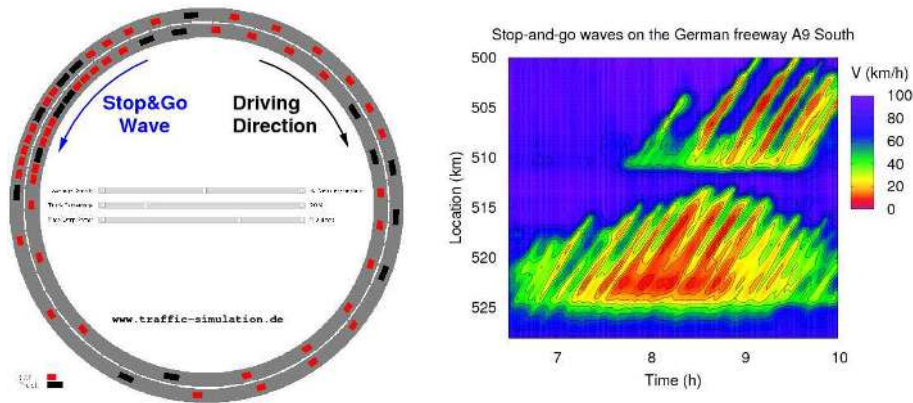 Stop&Go
Wave
Driving
Direction
www.traffic-simulation.de
Stop-and-go waves on the German freeway A9 South
V (km/h)
100
80
60
40
20
0
Location (km)
500
505
510
515
520
525
7
8
9
10
Time (h)